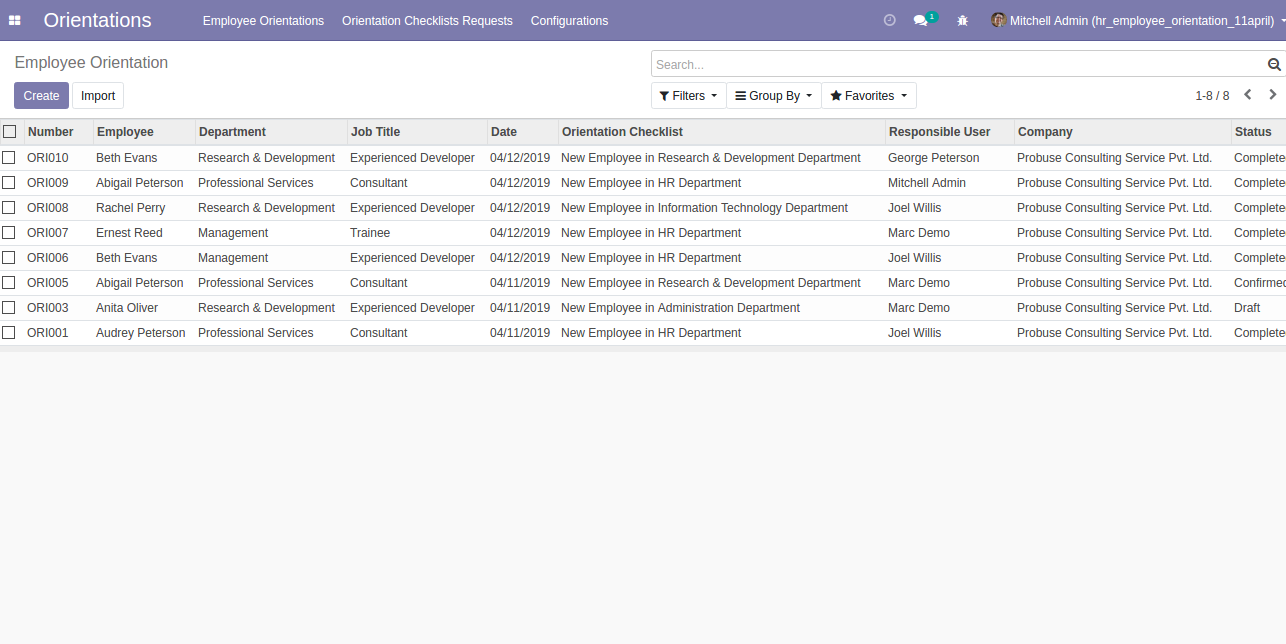 Orientations Employee Orientations Orientation Checklists Requests Configurations 1 Mitchell Admin (hr_employee_orientation_11april)
Employee Orientation
Search...
Create Import Filters Group By Favorites 1-8 / 8
Number Employee Department Job Title Date Orientation Checklist Responsible User Company Status
ORI010 Beth Evans Research & Development Experienced Developer 04/12/2019 New Employee in Research & Development Department George Peterson Probuse Consulting Service Pvt. Ltd. Complete
ORI009 Abigail Peterson Professional Services Consultant 04/12/2019 New Employee in HR Department Mitchell Admin Probuse Consulting Service Pvt. Ltd. Complete
ORI008 Rachel Perry Research & Development Experienced Developer 04/12/2019 New Employee in Information Technology Department Joel Willis Probuse Consulting Service Pvt. Ltd. Complete
ORI007 Ernest Reed Management Trainee 04/12/2019 New Employee in HR Department Marc Demo Probuse Consulting Service Pvt. Ltd. Complete
ORI006 Beth Evans Management Experienced Developer 04/12/2019 New Employee in HR Department Joel Willis Probuse Consulting Service Pvt. Ltd. Complete
ORI005 Abigail Peterson Professional Services Consultant 04/11/2019 New Employee in Research & Development Department Marc Demo Probuse Consulting Service Pvt. Ltd. Confirmed
ORI003 Anita Oliver Research & Development Experienced Developer 04/11/2019 New Employee in Administration Department Marc Demo Probuse Consulting Service Pvt. Ltd. Draft
ORI001 Audrey Peterson Professional Services Consultant 04/11/2019 New Employee in HR Department Joel Willis Probuse Consulting Service Pvt. Ltd. Complete